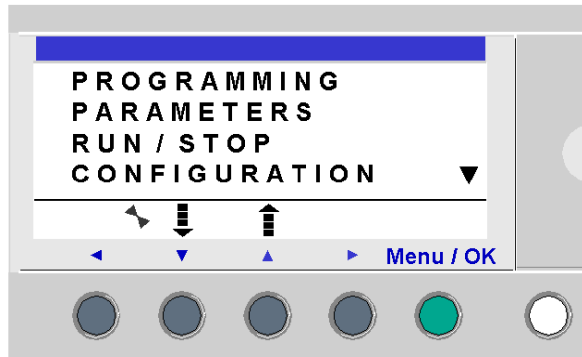 PROGRAMMING
PARAMETERS
RUN / STOP
CONFIGURATION
Menu / OK